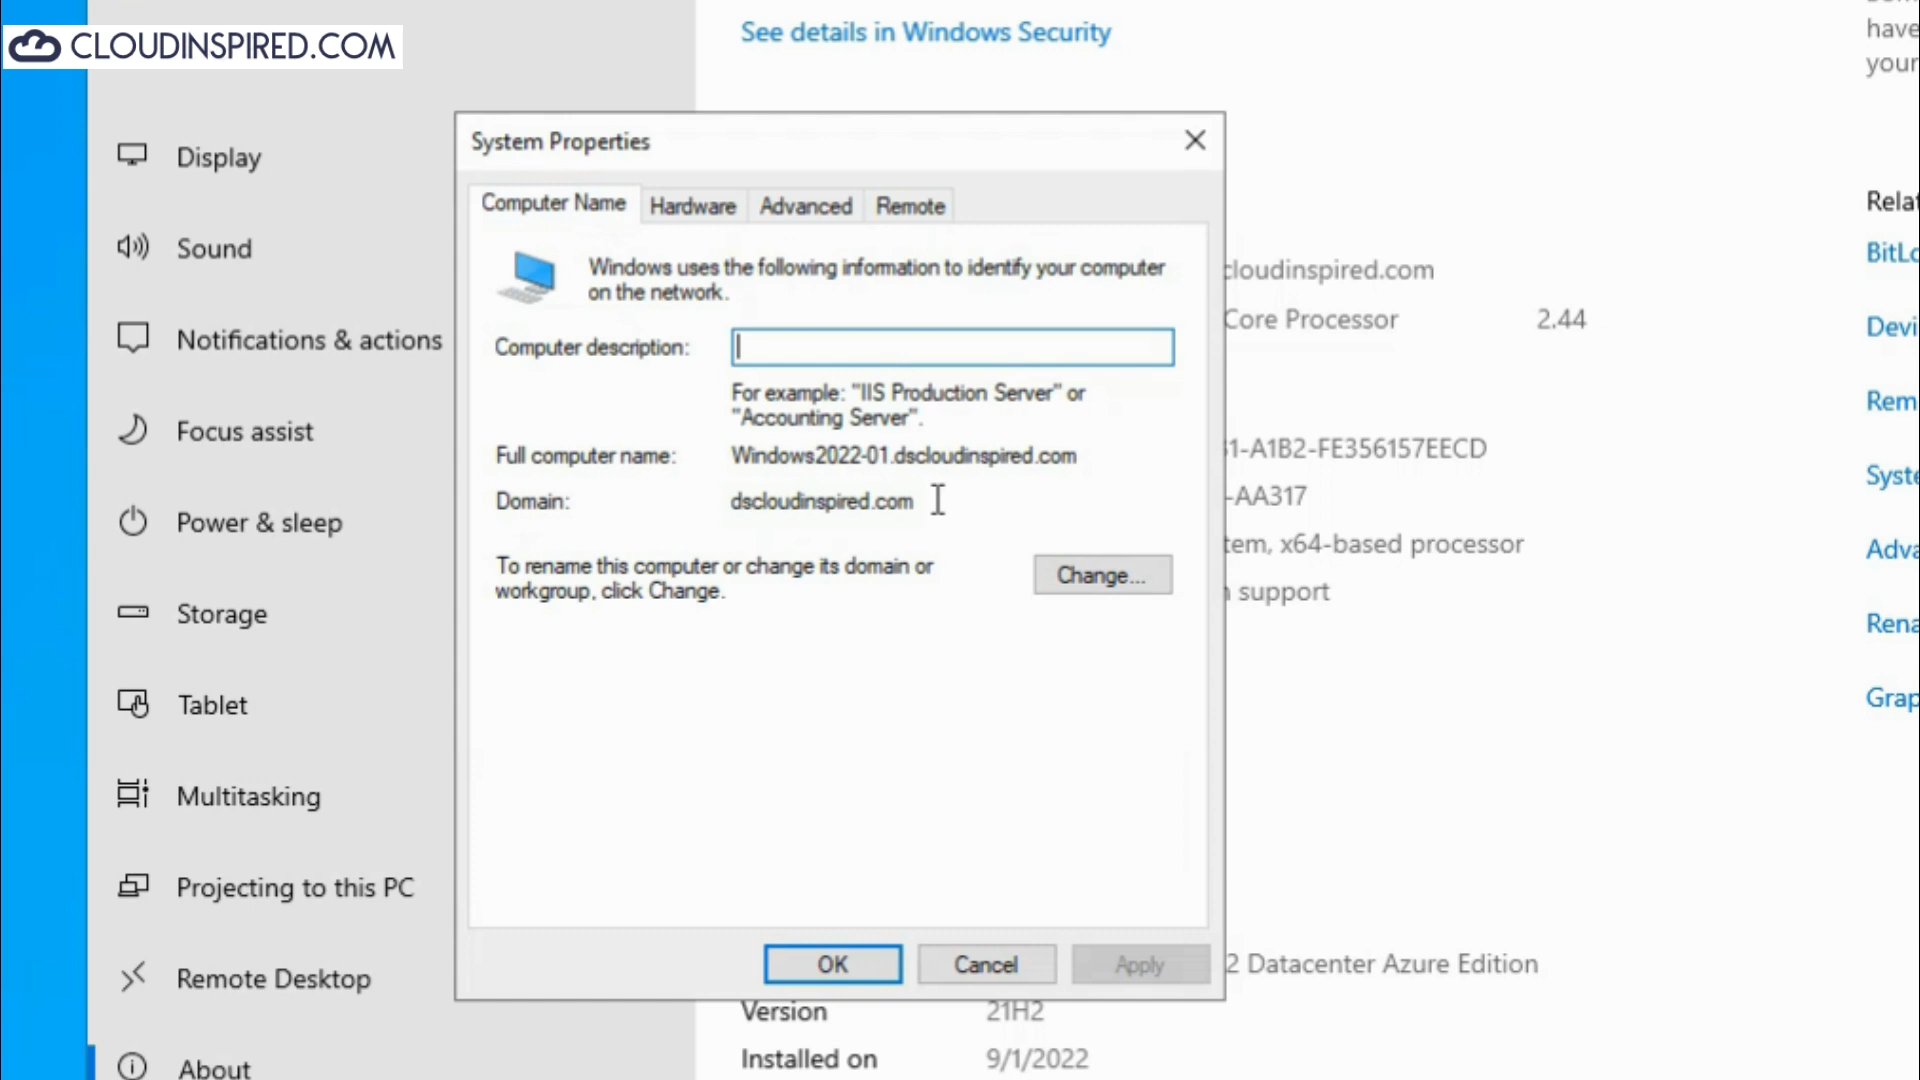 CLOUDINSPIRED.COM
See details in Windows Security
have
your
Display
Sound
Notifications & actions
Focus assist
Power & sleep
Storage
Tablet
Multitasking
Projecting to this PC
Remote Desktop
About
System Properties
Computer Name
Hardware
Advanced
Remote
Windows uses the following information to identify your computer
on the network.
Computer description:
For example: "IIS Production Server" or
"Accounting Server".
Full computer name:
Windows2022-01.dscloudinspired.com
Domain:
dscloudinspired.com
To rename this computer or change its domain or
workgroup, click Change.
Change...
OK
Cancel
Apply
cloudinspired.com
Core Processor
2.44
1-A1B2-FE356157EECD
-AA317
tem, x64-based processor
support
2 Datacenter Azure Edition
Version
21H2
Installed on
9/1/2022
Relat
BitLo
Devi
Rem
Syste
Adva
Rena
Grap